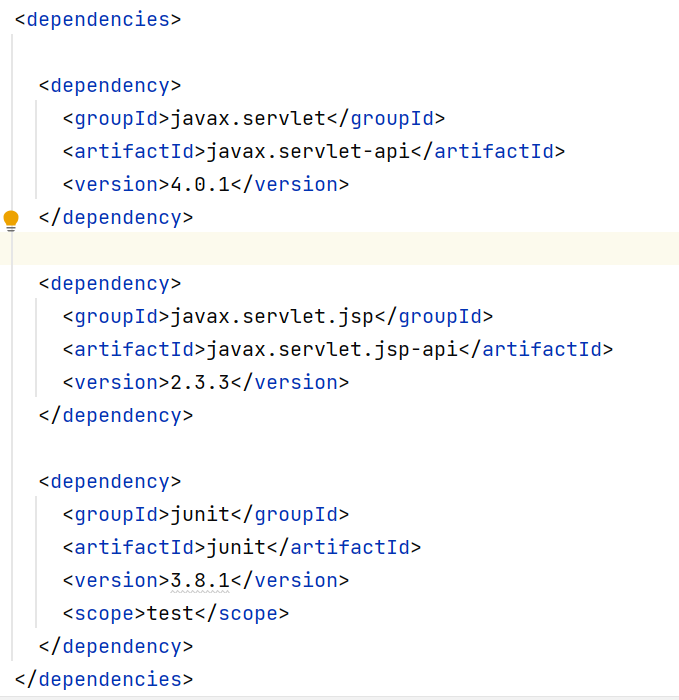 <dependencies>
<dependency>
<groupId>javax.servlet</groupId>
<artifactId>javax.servlet-api</artifactId>
<version>4.0.1</version>
</dependency>
<dependency>
<groupId>javax.servlet.jsp</groupId>
<artifactId>javax.servlet.jsp-api</artifactId>
<version>2.3.3</version>
</dependency>
<dependency>
<groupId>junit</groupId>
<artifactId>junit</artifactId>
<version>3.8.1</version>
<scope>test</scope>
</dependency>
</dependencies>